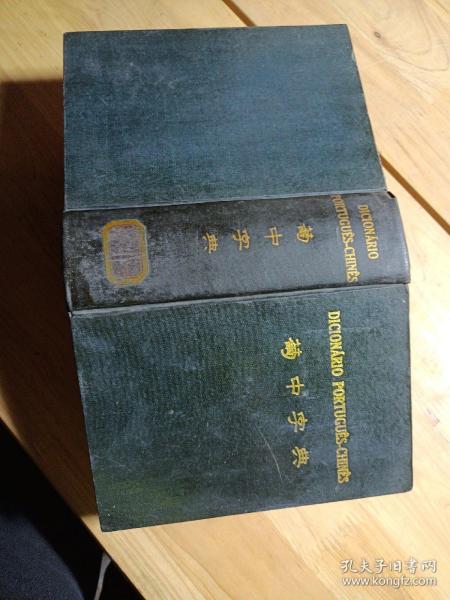 DICIONÁRIO
PORTUGUÊS-CHINÊS
葡中字典
DICIONÁRIO PORTUGUÊS-CHINÊS
葡中字典
孔夫子旧书网
www.kongfz.com